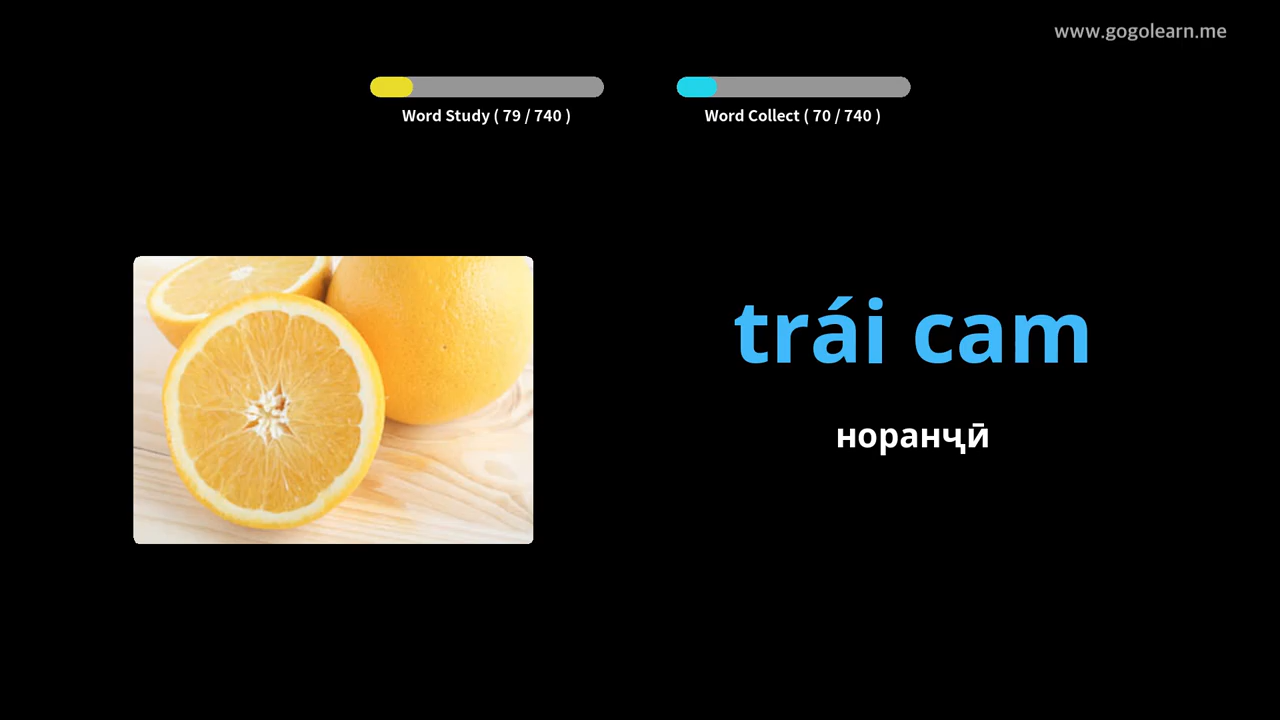 www.gogolearn.me
Word Study ( 79 / 740 )
Word Collect ( 70 / 740 )
trái cam
норанҷӣ